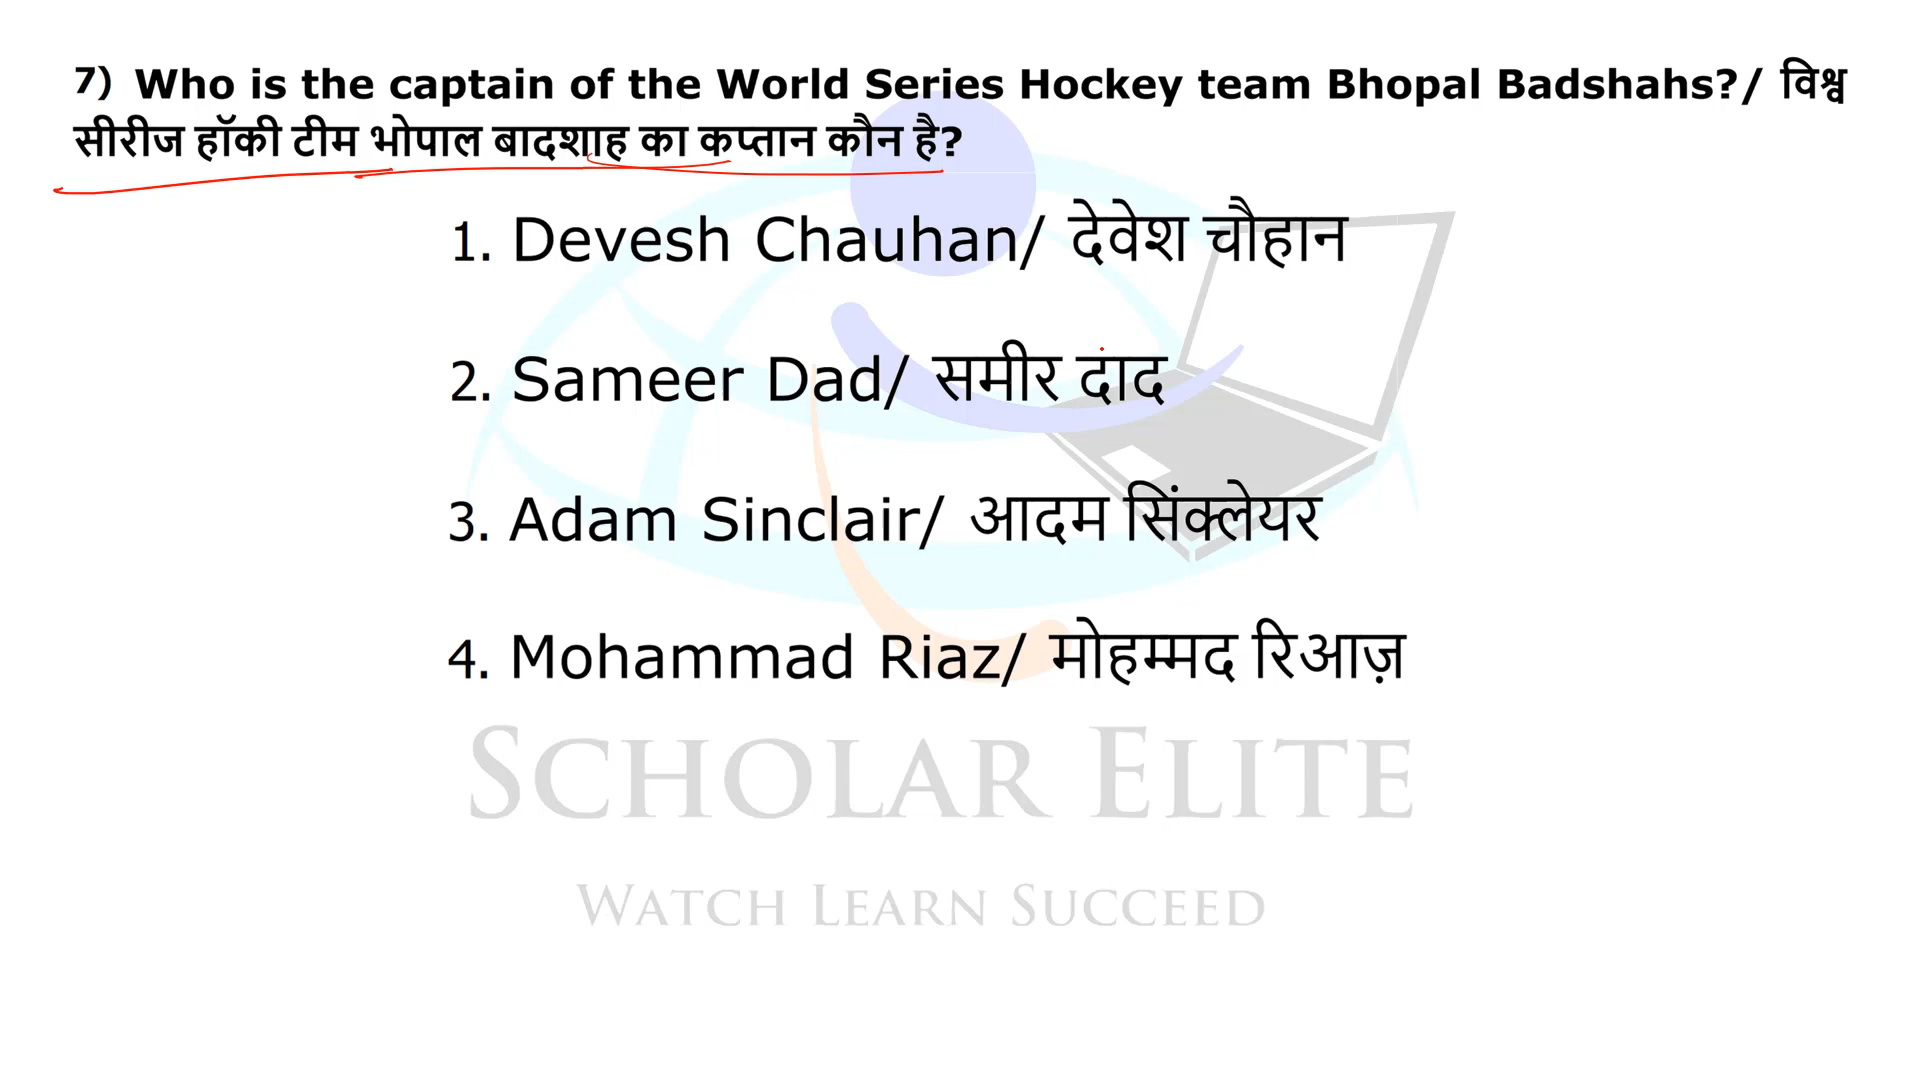 7) Who is the captain of the World Series Hockey team Bhopal Badshahs?/ विश्व
सीरीज हॉकी टीम भोपाल बादशाह का कप्तान कौन है?
1. Devesh Chauhan/ देवेश चौहान
2. Sameer Dad/ समीर दाद
3. Adam Sinclair/ आदम सिंक्लेयर
4. Mohammad Riaz/ मोहम्मद रिआज़
SCHOLAR ELITE
WATCH LEARN SUCCEED